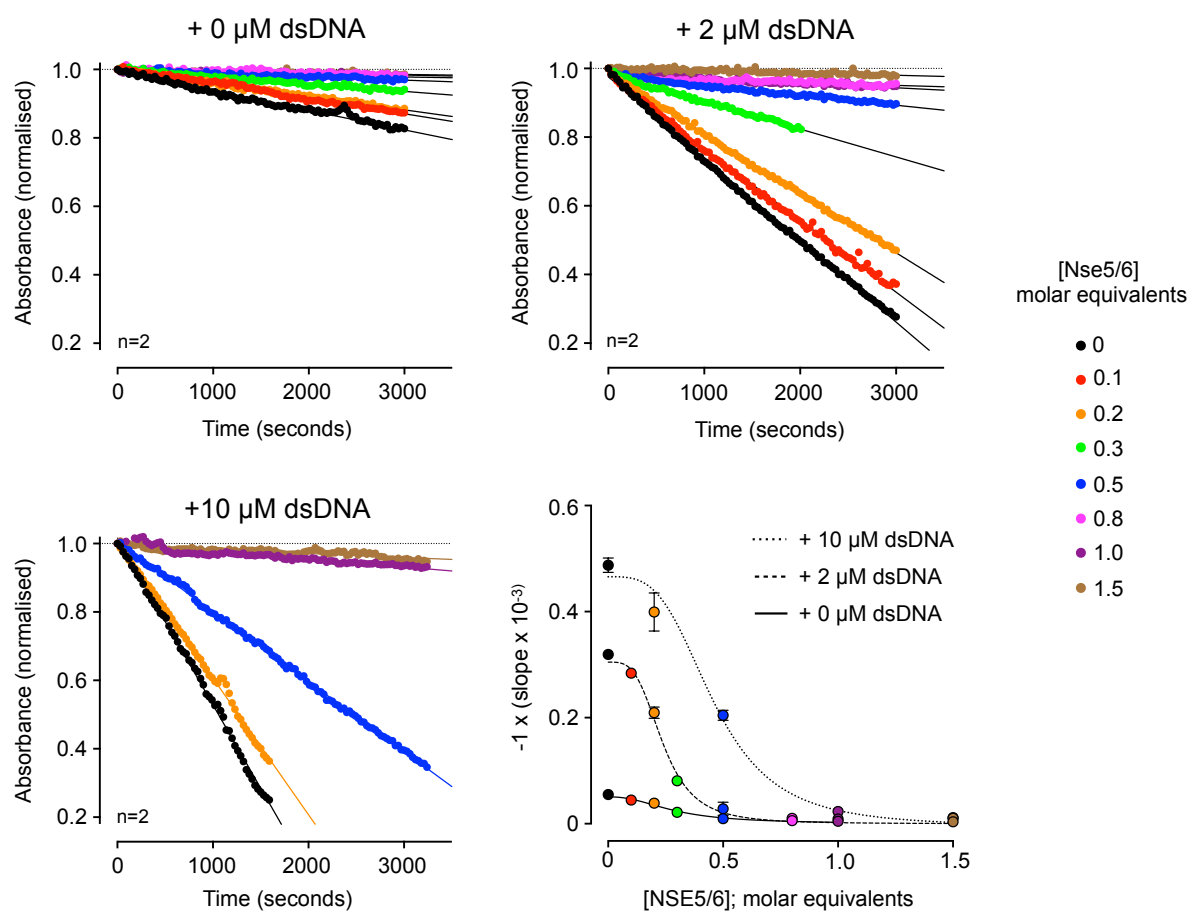 + 0 µM dsDNA
Absorbance (normalised)
1.0
0.8
0.6
0.4
0.2
n=2
0 1000 2000 3000
Time (seconds)
+ 2 µM dsDNA
Absorbance (normalised)
1.0
0.8
0.6
0.4
0.2
n=2
0 1000 2000 3000
Time (seconds)
[Nse5/6]
molar equivalents
0
0.1
0.2
0.3
0.5
0.8
1.0
1.5
+10 µM dsDNA
Absorbance (normalised)
1.0
0.8
0.6
0.4
0.2
n=2
0 1000 2000 3000
Time (seconds)
-1 x (slope x 10⁻³)
0.6
0.4
0.2
0
+ 10 µM dsDNA
+ 2 µM dsDNA
+ 0 µM dsDNA
0 0.5 1.0 1.5
[NSE5/6]; molar equivalents